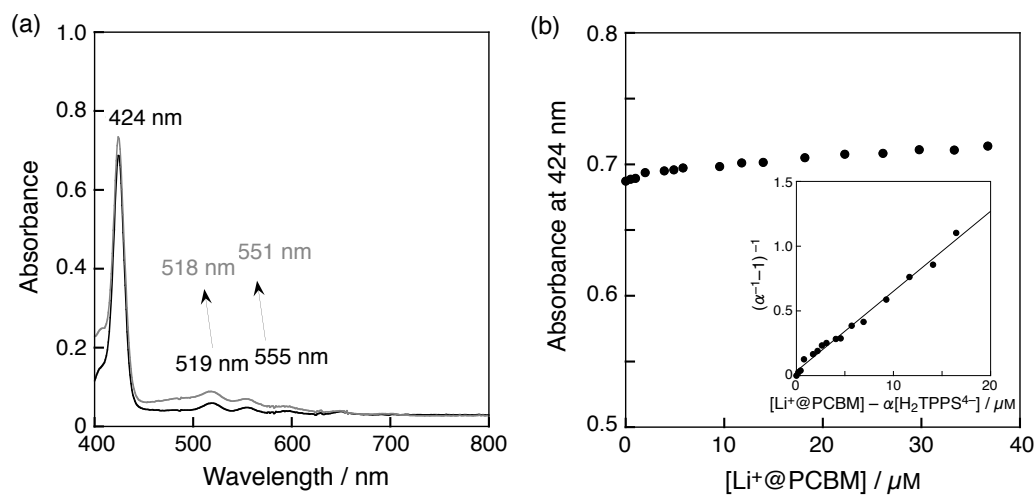 (a)
1.0
0.8
0.6
0.4
0.2
0
400
500
600
700
800
Absorbance
Wavelength / nm
424 nm
518 nm
551 nm
519 nm
555 nm
(b)
0.8
0.7
0.6
0.5
0
10
20
30
40
Absorbance at 424 nm
[Li⁺@PCBM] / μM
1.5
1.0
0.5
0
0
5
10
20
(α⁻¹–1)⁻¹
[Li⁺@PCBM] – α[H₂TPPS⁴⁻] / μM